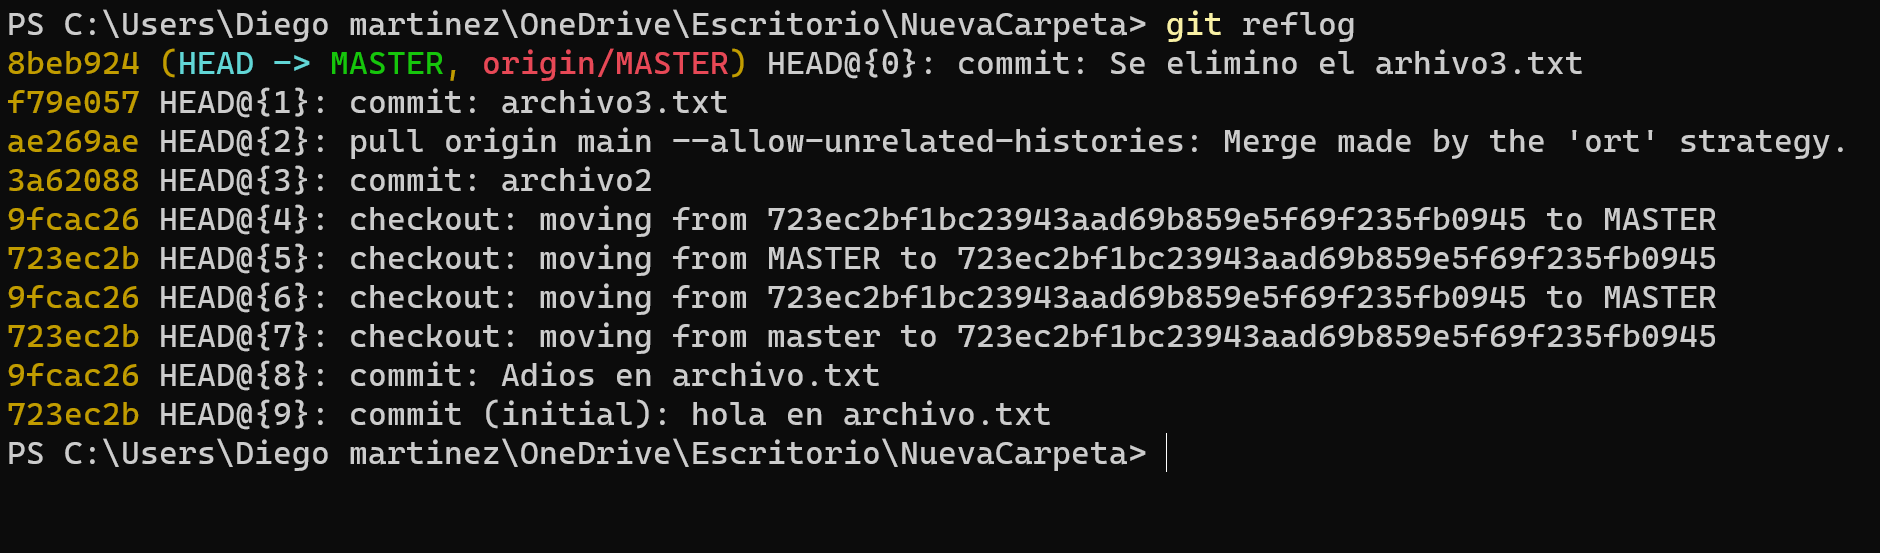 PS C:\Users\Diego martinez\OneDrive\Escritorio\NuevaCarpeta> git reflog
8beb924 (HEAD -> MASTER, origin/MASTER) HEAD@{0}: commit: Se elimino el arhivo3.txt
f79e057 HEAD@{1}: commit: archivo3.txt
ae269ae HEAD@{2}: pull origin main --allow-unrelated-histories: Merge made by the 'ort' strategy.
3a62088 HEAD@{3}: commit: archivo2
9fcac26 HEAD@{4}: checkout: moving from 723ec2bf1bc23943aad69b859e5f69f235fb0945 to MASTER
723ec2b HEAD@{5}: checkout: moving from MASTER to 723ec2bf1bc23943aad69b859e5f69f235fb0945
9fcac26 HEAD@{6}: checkout: moving from 723ec2bf1bc23943aad69b859e5f69f235fb0945 to MASTER
723ec2b HEAD@{7}: checkout: moving from master to 723ec2bf1bc23943aad69b859e5f69f235fb0945
9fcac26 HEAD@{8}: commit: Adios en archivo.txt
723ec2b HEAD@{9}: commit (initial): hola en archivo.txt
PS C:\Users\Diego martinez\OneDrive\Escritorio\NuevaCarpeta>